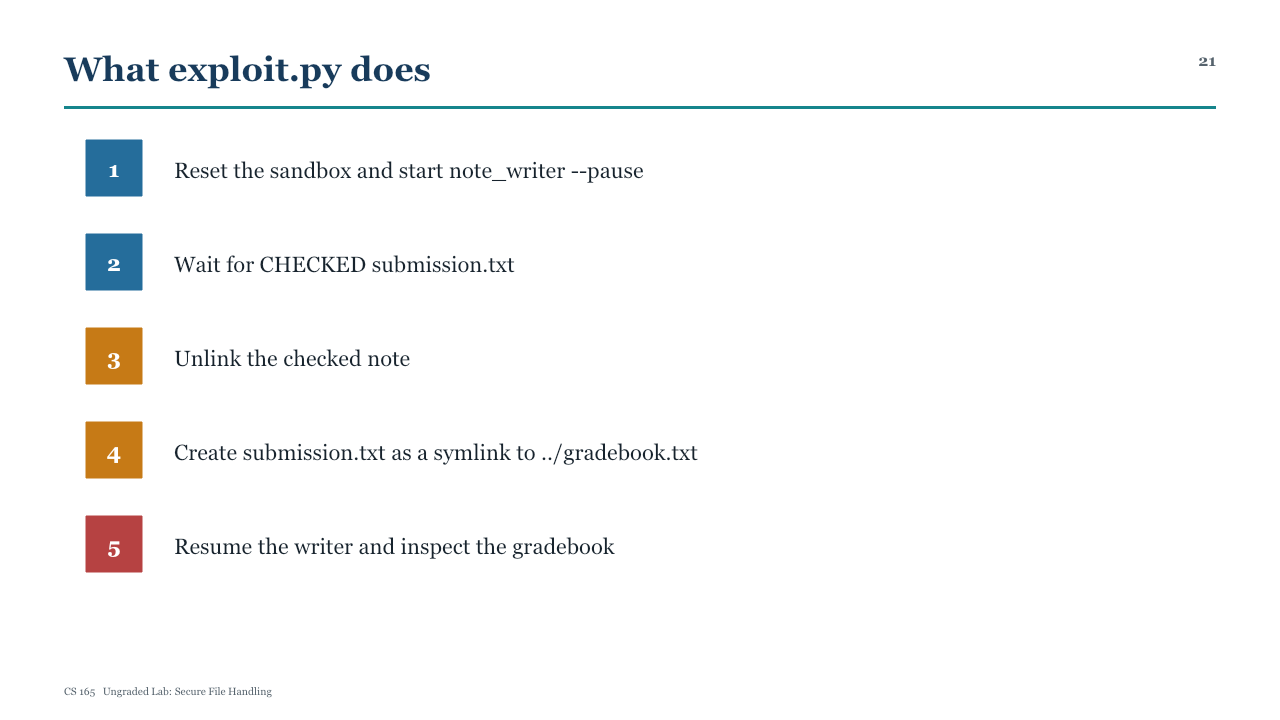 What exploit.py does
21
1
Reset the sandbox and start note_writer --pause
2
Wait for CHECKED submission.txt
3
Unlink the checked note
4
Create submission.txt as a symlink to ../gradebook.txt
5
Resume the writer and inspect the gradebook
CS 165 Ungraded Lab: Secure File Handling